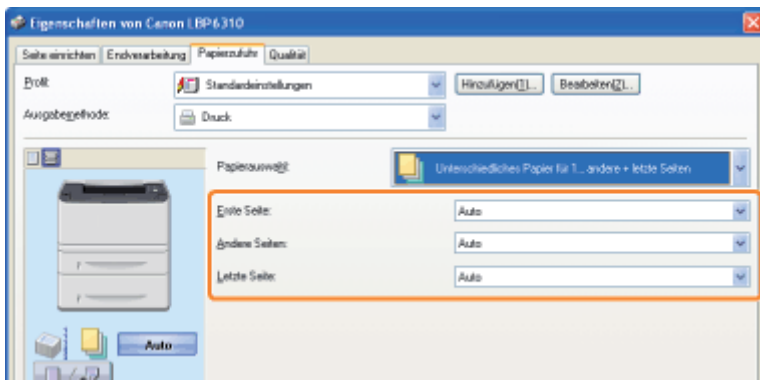 Eigenschaften von Canon LBP6310
Seite einrichten Endverarbeitung Papierzufuhr Qualität
Profil: Standardeinstellungen Hinzufügen(1)... Bearbeiten(2)...
Ausgabemethode: Druck
Papierauswahl: Unterschiedliches Papier für 1., andere + letzte Seiten
Erste Seite: Auto
Andere Seiten: Auto
Letzte Seite: Auto
Auto